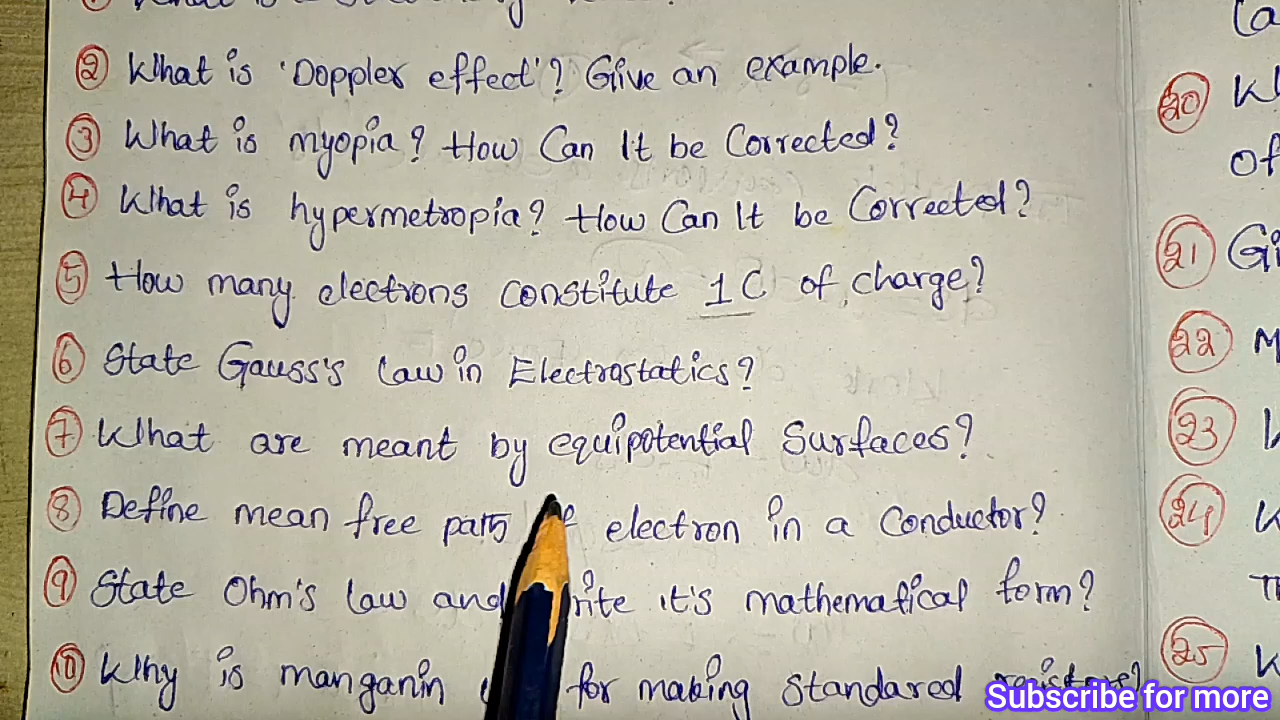 ② What is 'Doppler effect'? Give an example.
③ What is myopia? How Can It be Corrected?
④ What is hypermetropia? How Can It be Corrected?
⑤ How many electrons constitute 1C of charge?
⑥ State Gauss's law in Electrostatics?
⑦ What are meant by equipotential Surfaces?
⑧ Define mean free path of electron in a Conductor?
⑨ State Ohm's law and it's mathematical form?
⑩ Why is manganin for making Standared
(a
20
of
21 Gi
22 M
23
24
25
Subscribe for more